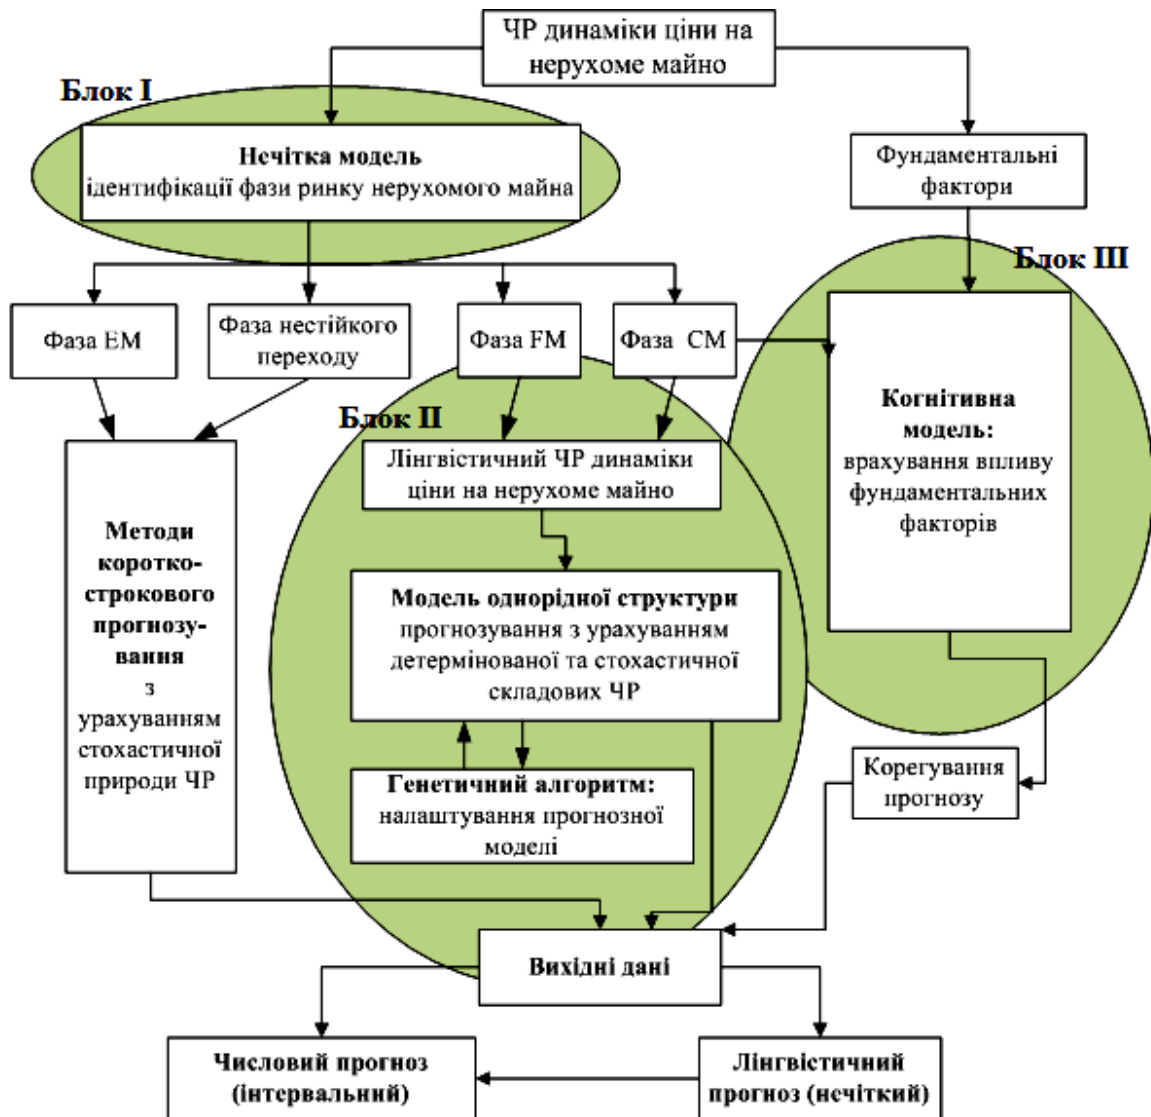 ЧР динаміки ціни на
нерухоме майно
Блок I
Нечітка модель
ідентифікації фази ринку нерухомого майна
Фундаментальні
фактори
Блок III
Фаза EM
Фаза нестійкого
переходу
Фаза FM
Фаза CM
Блок II
Когнітивна
модель:
врахування впливу
фундаментальних
факторів
Лінгвістичний ЧР динаміки
ціни на нерухоме майно
Методи
коротко-
строкового
прогнозу-
вання
з
урахуванням
стохастичної
природи ЧР
Модель однорідної структури
прогнозування з урахуванням
детермінованої та стохастичної
складових ЧР
Генетичний алгоритм:
налаштування прогнозної
моделі
Корегування
прогнозу
Вихідні дані
Числовий прогноз
(інтервальний)
Лінгвістичний
прогноз (нечіткий)